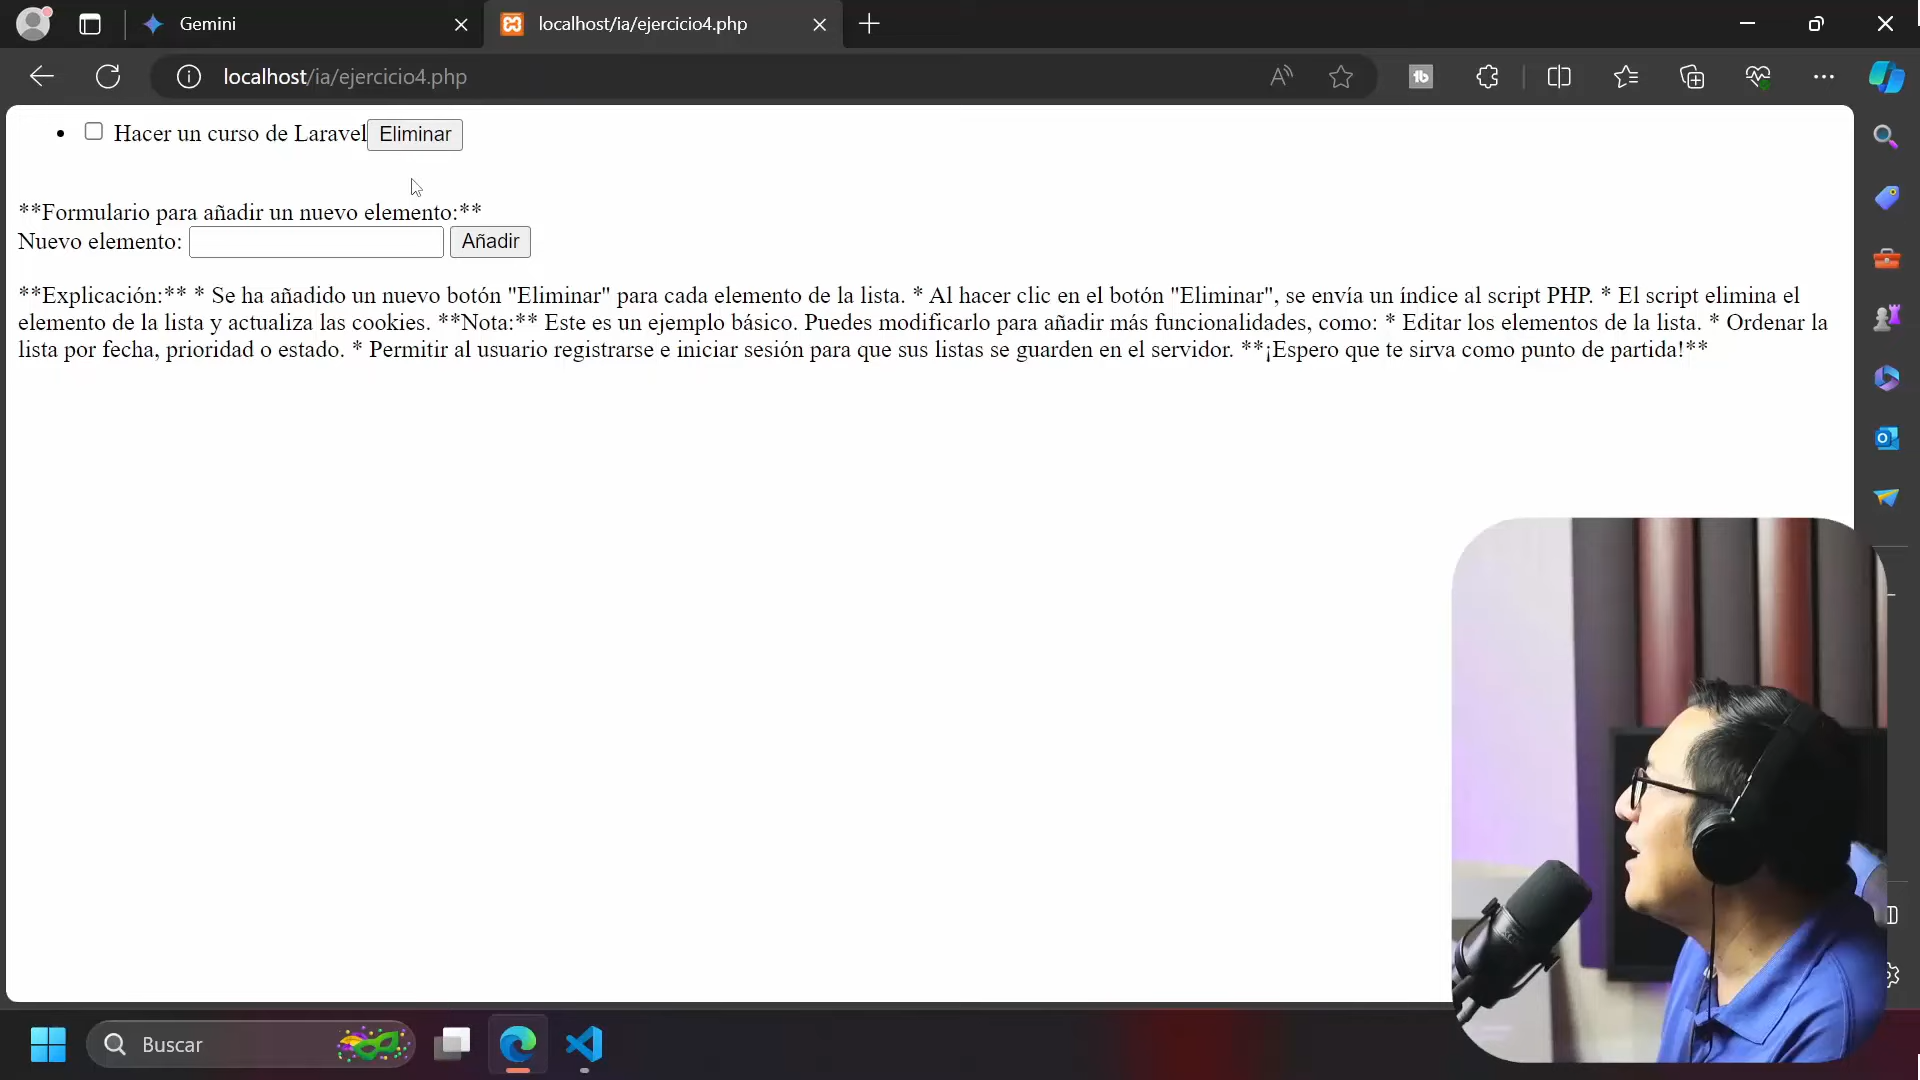 Gemini
localhost/ia/ejercicio4.php
localhost/ia/ejercicio4.php
Hacer un curso de Laravel Eliminar
**Formulario para añadir un nuevo elemento:**
Nuevo elemento: Añadir
**Explicación:** * Se ha añadido un nuevo botón "Eliminar" para cada elemento de la lista. * Al hacer clic en el botón "Eliminar", se envía un índice al script PHP. * El script elimina el
elemento de la lista y actualiza las cookies. **Nota:** Este es un ejemplo básico. Puedes modificarlo para añadir más funcionalidades, como: * Editar los elementos de la lista. * Ordenar la
lista por fecha, prioridad o estado. * Permitir al usuario registrarse e iniciar sesión para que sus listas se guarden en el servidor. **¡Espero que te sirva como punto de partida!**
Buscar